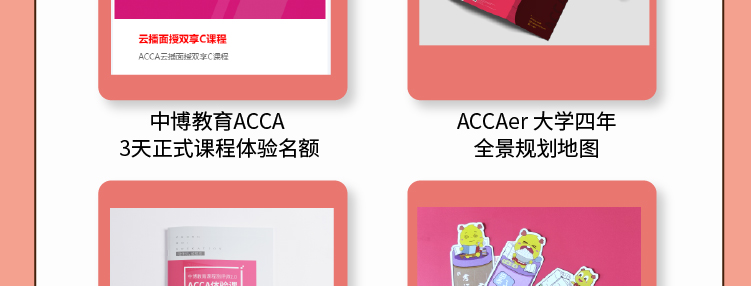 云播面授双享C课程
ACCA云播面授双享C课程
中博教育ACCA
3天正式课程体验名额
ACCAer 大学四年
全景规划地图
ACCA体验课